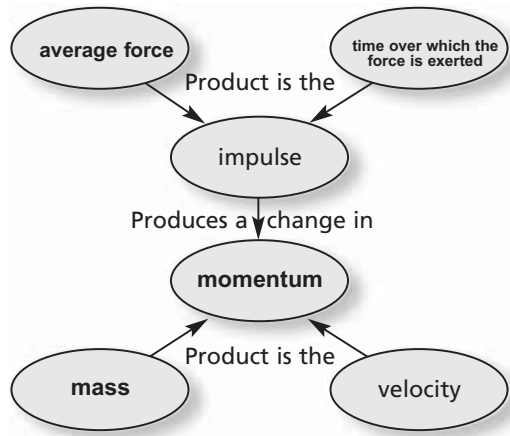 average force
time over which the
force is exerted
Product is the
impulse
Produces a change in
momentum
Product is the
mass
velocity